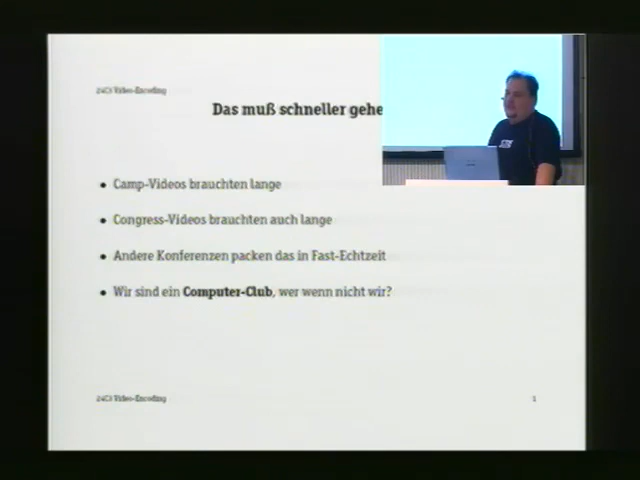 24C3 Video-Encoding
Das muß schneller gehe
• Camp-Videos brauchten lange
• Congress-Videos brauchten auch lange
• Andere Konferenzen packen das in Fast-Echtzeit
• Wir sind ein Computer-Club, wer wenn nicht wir?
24C3 Video-Encoding
1